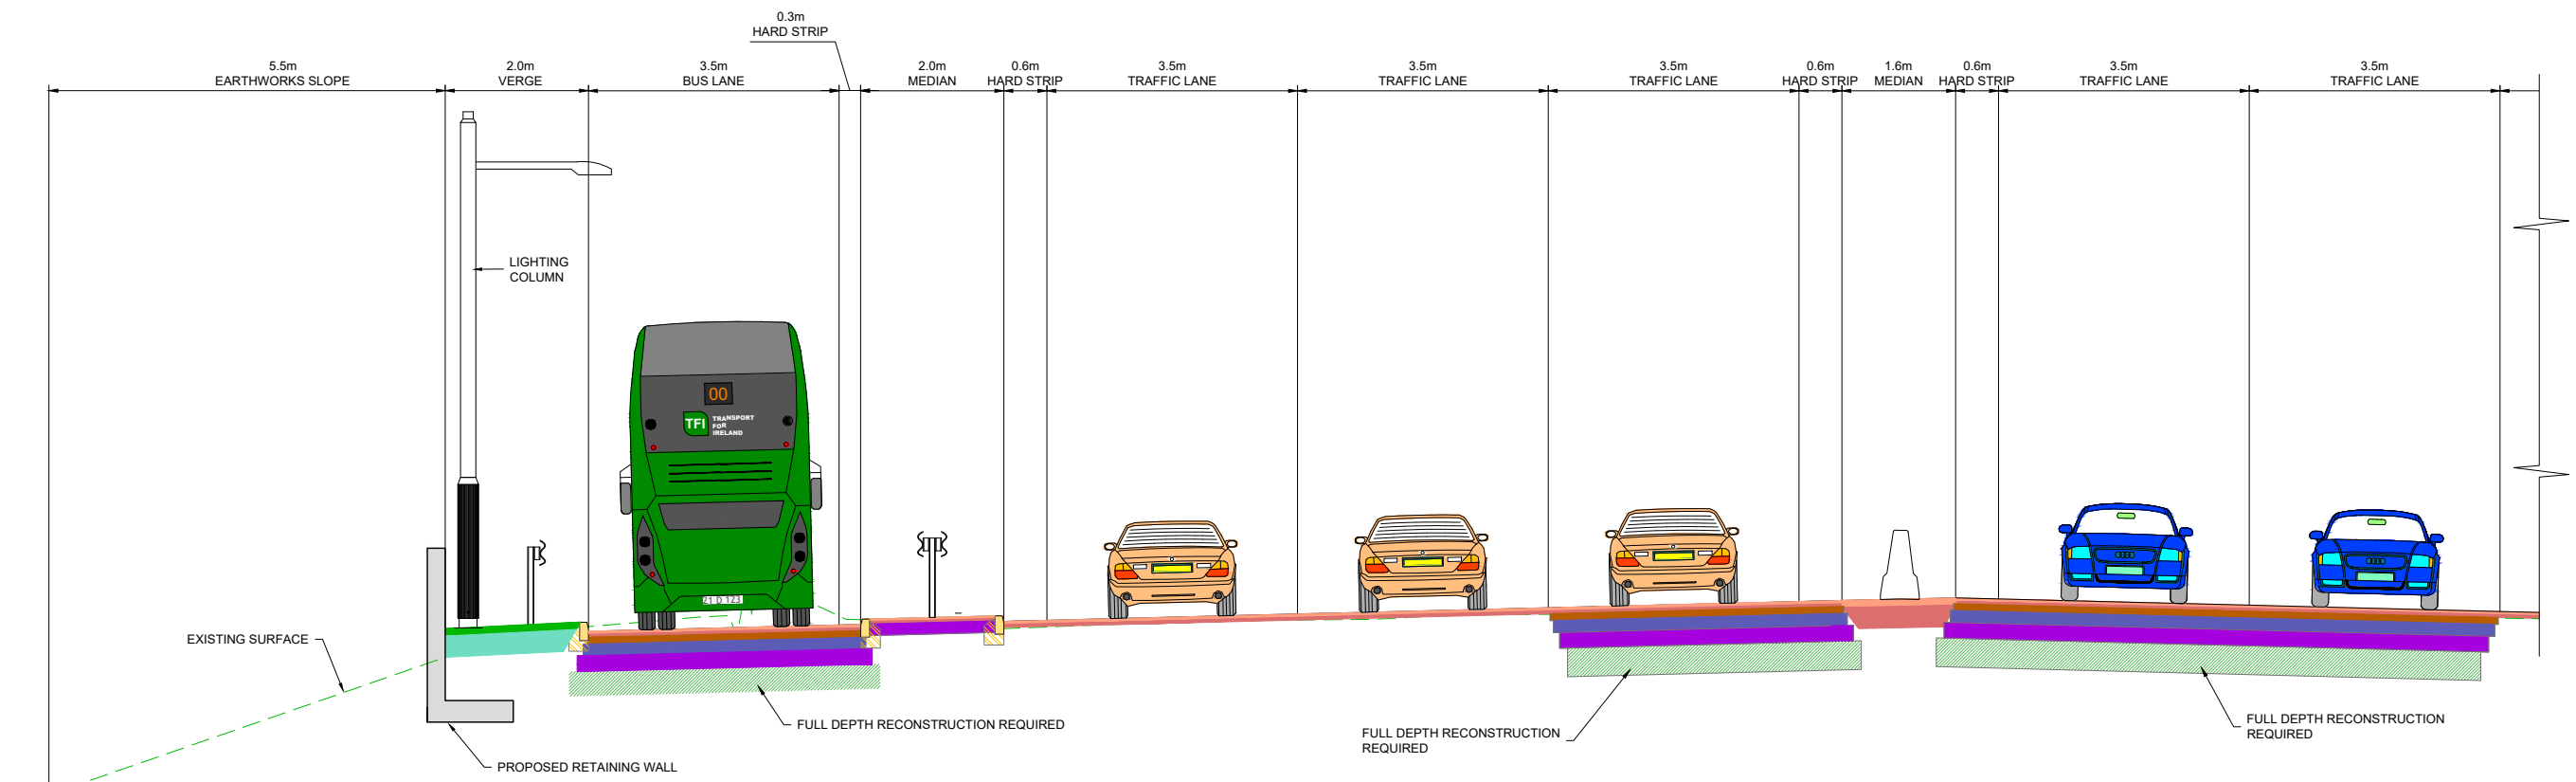 0.3m
HARD STRIP
5.5m
EARTHWORKS SLOPE
2.0m
VERGE
3.5m
BUS LANE
2.0m
MEDIAN
0.6m
HARD STRIP
3.5m
TRAFFIC LANE
3.5m
TRAFFIC LANE
3.5m
TRAFFIC LANE
0.6m
HARD STRIP
1.6m
MEDIAN
0.6m
HARD STRIP
3.5m
TRAFFIC LANE
3.5m
TRAFFIC LANE
LIGHTING
COLUMN
00
TFI
TRANSPORT
FOR
IRELAND
21 D 123
EXISTING SURFACE
FULL DEPTH RECONSTRUCTION REQUIRED
PROPOSED RETAINING WALL
FULL DEPTH RECONSTRUCTION
REQUIRED
FULL DEPTH RECONSTRUCTION
REQUIRED